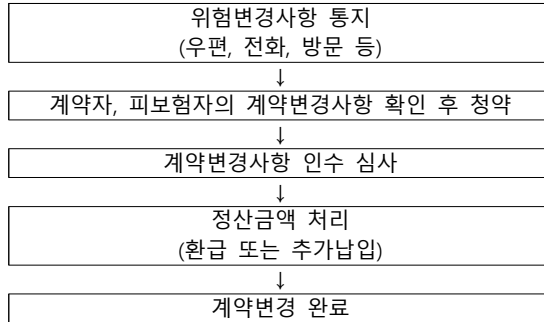 위험변경사항 통지
(우편, 전화, 방문 등)
↓
계약자, 피보험자의 계약변경사항 확인 후 청약
↓
계약변경사항 인수 심사
↓
정산금액 처리
(환급 또는 추가납입)
↓
계약변경 완료